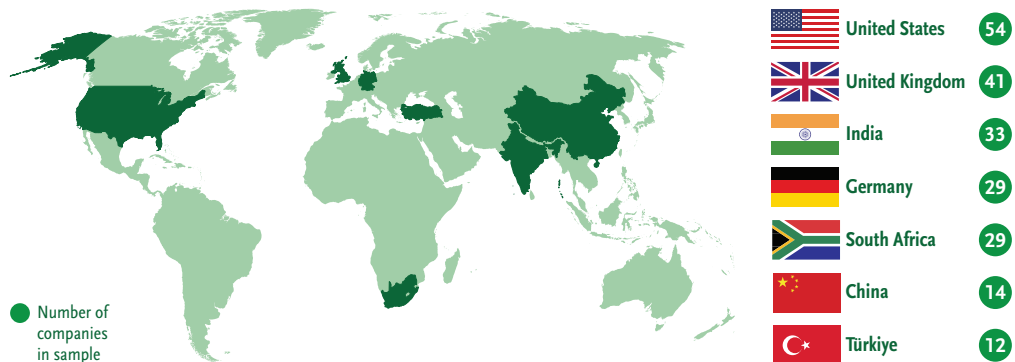 United States 54
United Kingdom 41
India 33
Germany 29
South Africa 29
China 14
Türkiye 12
Number of
companies
in sample